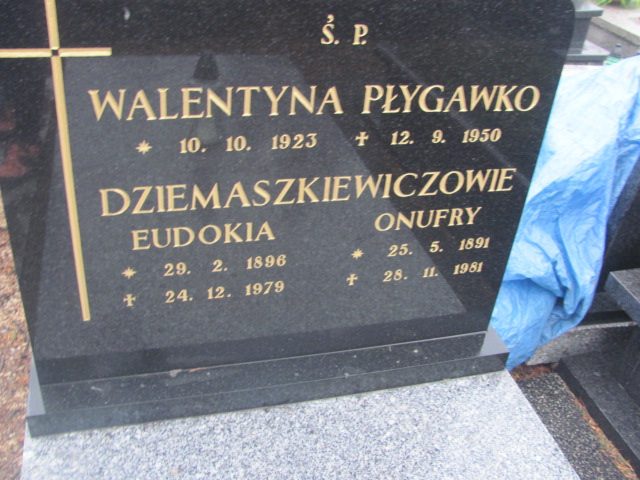 Ś. P.
WALENTYNA PŁYGAWKO
* 10. 10. 1923 ✝ 12. 9. 1950
DZIEMASZKIEWICZOWIE
EUDOKIA ONUFRY
* 29. 2. 1896 * 25. 5. 1891
✝ 24. 12. 1979 ✝ 28. 11. 1981